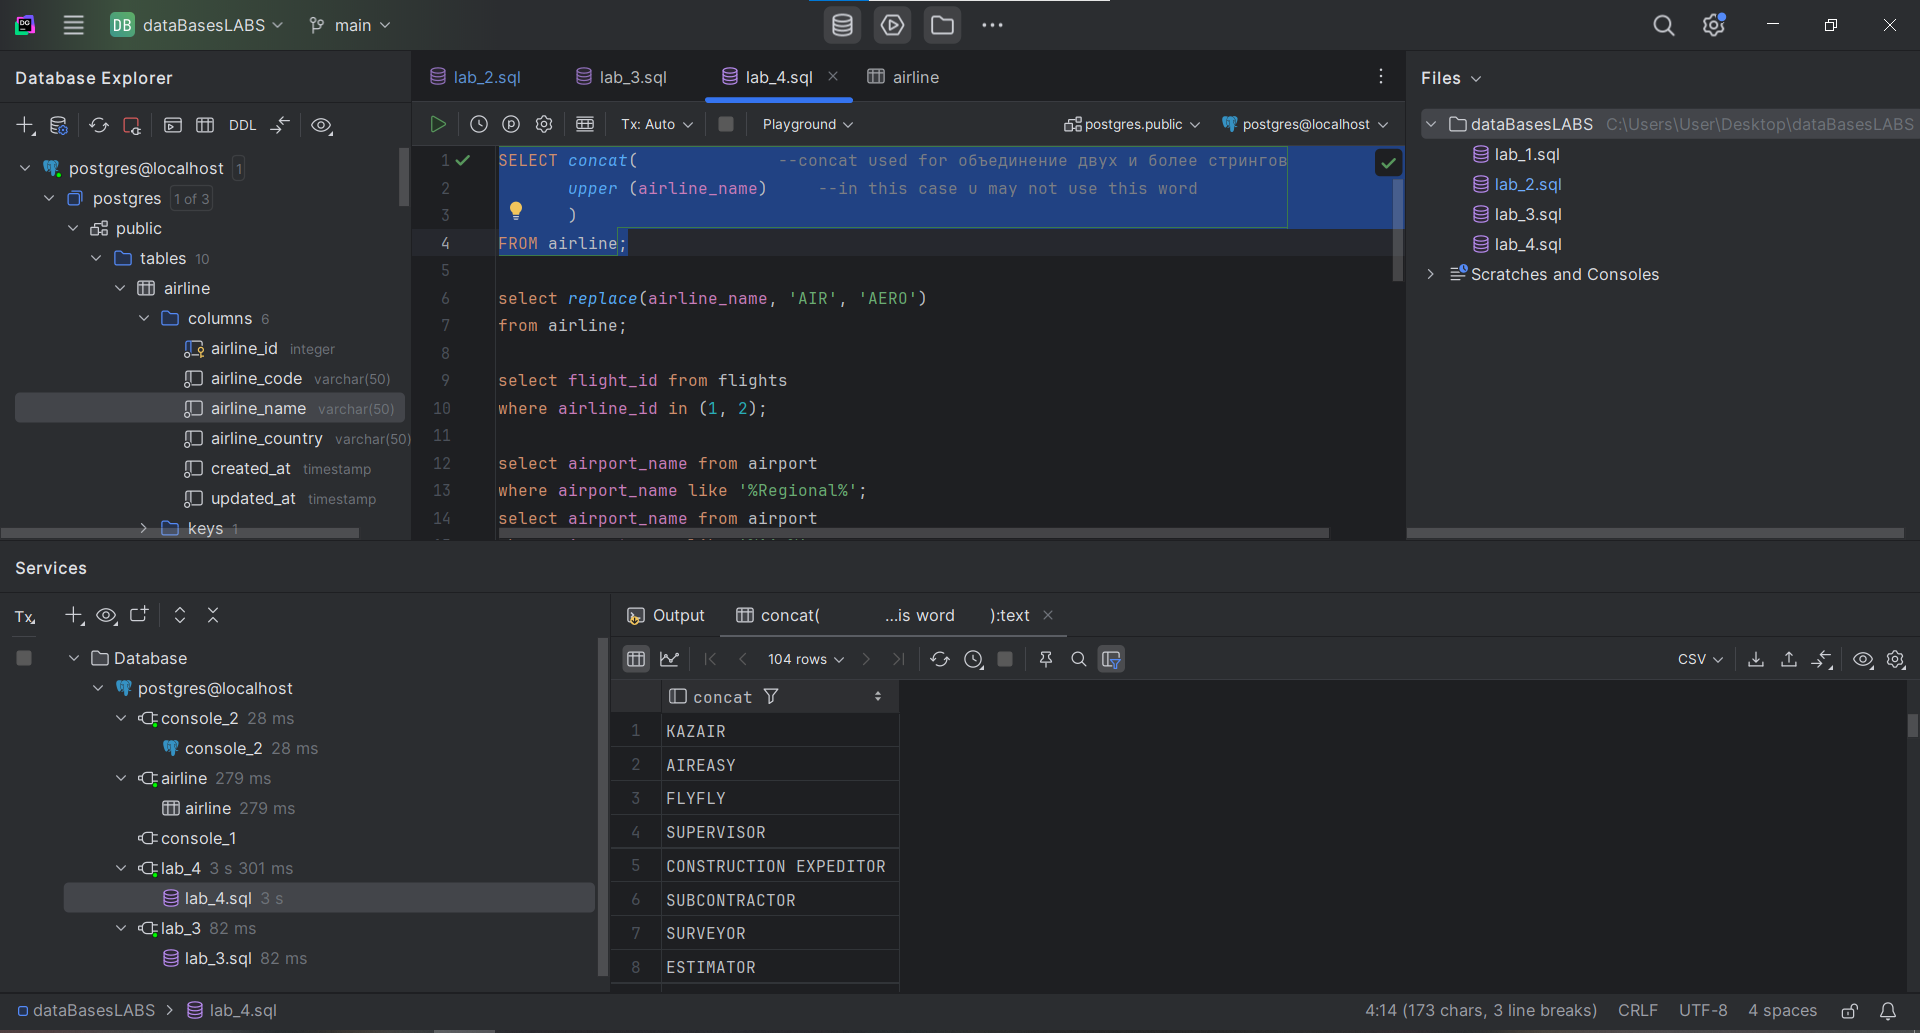 DB dataBasesLABS main
Database Explorer
DDL
postgres@localhost 1
postgres 1 of 3
public
tables 10
airline
columns 6
airline_id integer
airline_code varchar(50)
airline_name varchar(50)
airline_country varchar(50)
created_at timestamp
updated_at timestamp
keys 1
lab_2.sql lab_3.sql lab_4.sql airline
Tx: Auto Playground postgres.public postgres@localhost
1 SELECT concat( --concat used for объединение двух и более стрингов
2 upper (airline_name) --in this case u may not use this word
3 )
4 FROM airline;
5
6 select replace(airline_name, 'AIR', 'AERO')
7 from airline;
8
9 select flight_id from flights
10 where airline_id in (1, 2);
11
12 select airport_name from airport
13 where airport_name like '%Regional%';
14 select airport_name from airport
Files
dataBasesLABS C:\Users\User\Desktop\dataBasesLABS
lab_1.sql
lab_2.sql
lab_3.sql
lab_4.sql
Scratches and Consoles
Services
Tx
Database
postgres@localhost
console_2 28 ms
console_2 28 ms
airline 279 ms
airline 279 ms
console_1
lab_4 3 s 301 ms
lab_4.sql 3 s
lab_3 82 ms
lab_3.sql 82 ms
Output concat( ...is word ):text
104 rows CSV
concat
1 KAZAIR
2 AIREASY
3 FLYFLY
4 SUPERVISOR
5 CONSTRUCTION EXPEDITOR
6 SUBCONTRACTOR
7 SURVEYOR
8 ESTIMATOR
dataBasesLABS > lab_4.sql
4:14 (173 chars, 3 line breaks) CRLF UTF-8 4 spaces